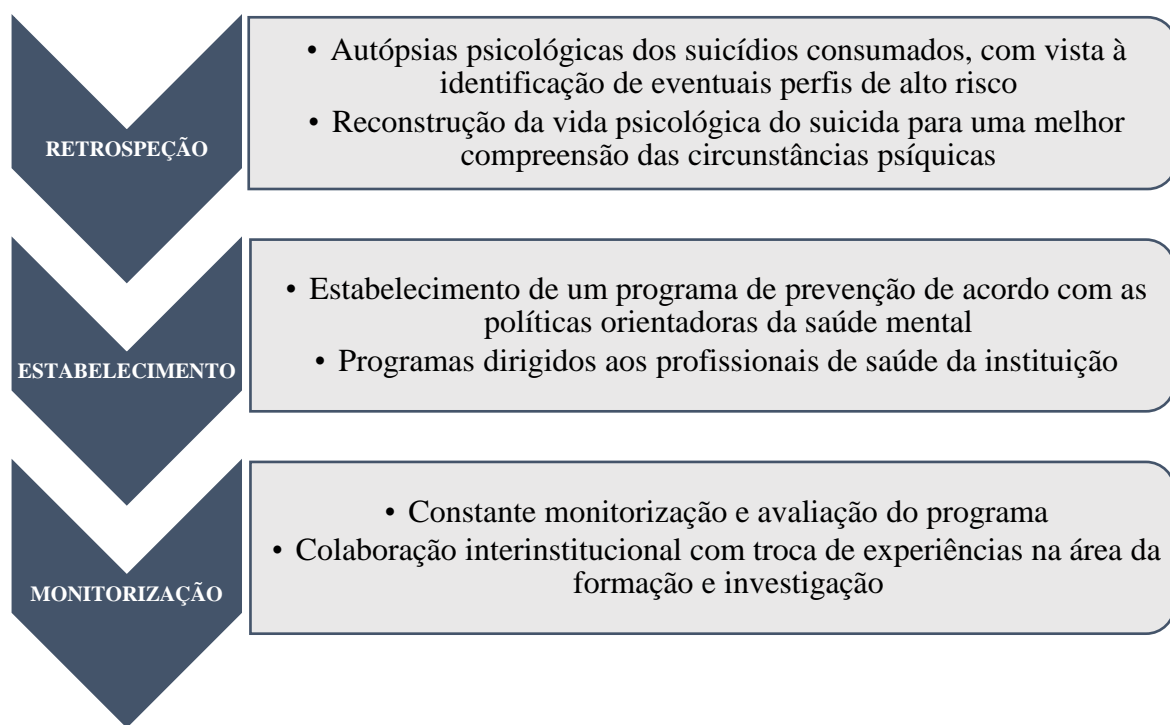 RETROSPEÇÃO
• Autópsias psicológicas dos suicídios consumados, com vista à
identificação de eventuais perfis de alto risco
• Reconstrução da vida psicológica do suicida para uma melhor
compreensão das circunstâncias psíquicas
ESTABELECIMENTO
• Estabelecimento de um programa de prevenção de acordo com as
políticas orientadoras da saúde mental
• Programas dirigidos aos profissionais de saúde da instituição
MONITORIZAÇÃO
• Constante monitorização e avaliação do programa
• Colaboração interinstitucional com troca de experiências na área da
formação e investigação